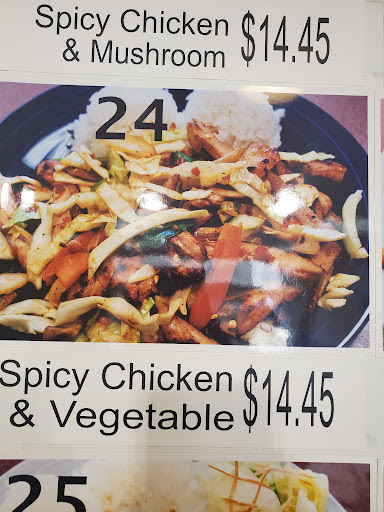 Spicy Chicken
& Mushroom $14.45
24
Spicy Chicken
& Vegetable $14.45
25